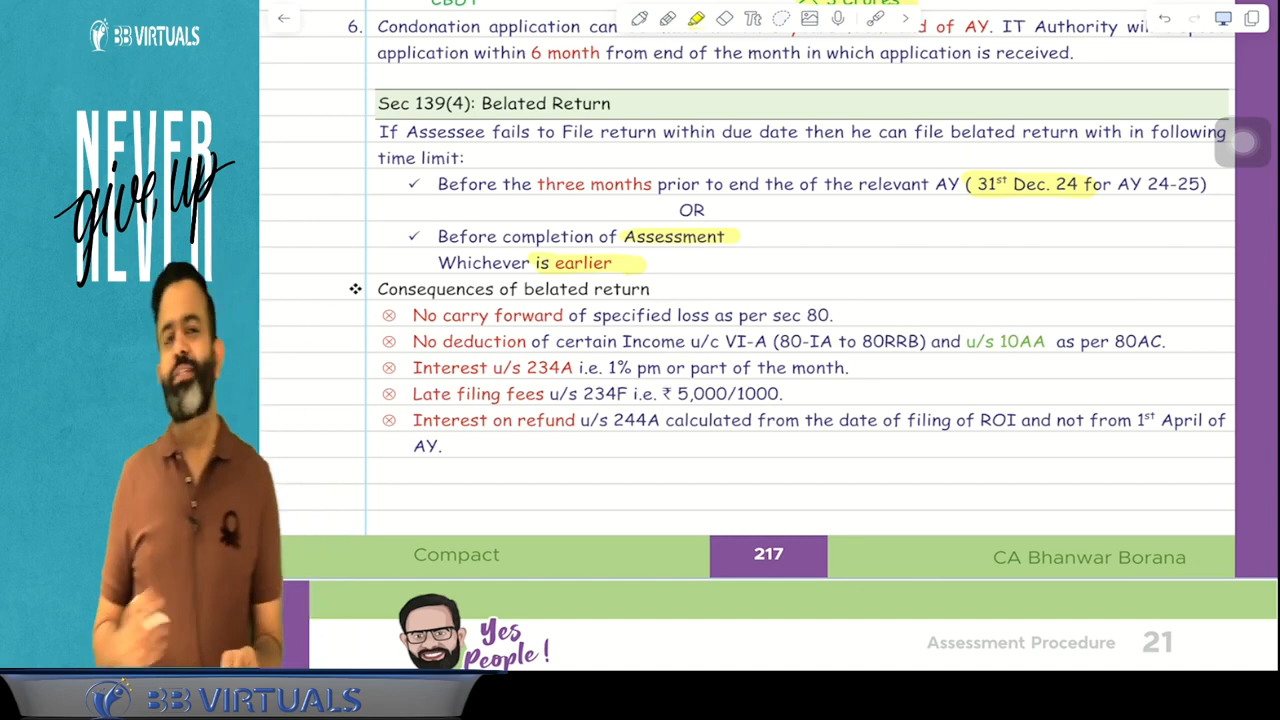 BB VIRTUALS
NEVER
give up
NEVER
CBDT
6. Condonation application can of AY. IT Authority
application within 6 month from end of the month in which application is received.
Sec 139(4): Belated Return
If Assessee fails to File return within due date then he can file belated return with in following
time limit:
✓ Before the three months prior to end the of the relevant AY ( 31st Dec. 24 for AY 24-25)
OR
✓ Before completion of Assessment
Whichever is earlier
❖ Consequences of belated return
⊗ No carry forward of specified loss as per sec 80.
⊗ No deduction of certain Income u/c VI-A (80-IA to 80RRB) and u/s 10AA as per 80AC.
⊗ Interest u/s 234A i.e. 1% pm or part of the month.
⊗ Late filing fees u/s 234F i.e. ₹ 5,000/1000.
⊗ Interest on refund u/s 244A calculated from the date of filing of ROI and not from 1st April of
AY.
Compact 217 CA Bhanwar Borana
Yes
People!
Assessment Procedure 21
BB VIRTUALS